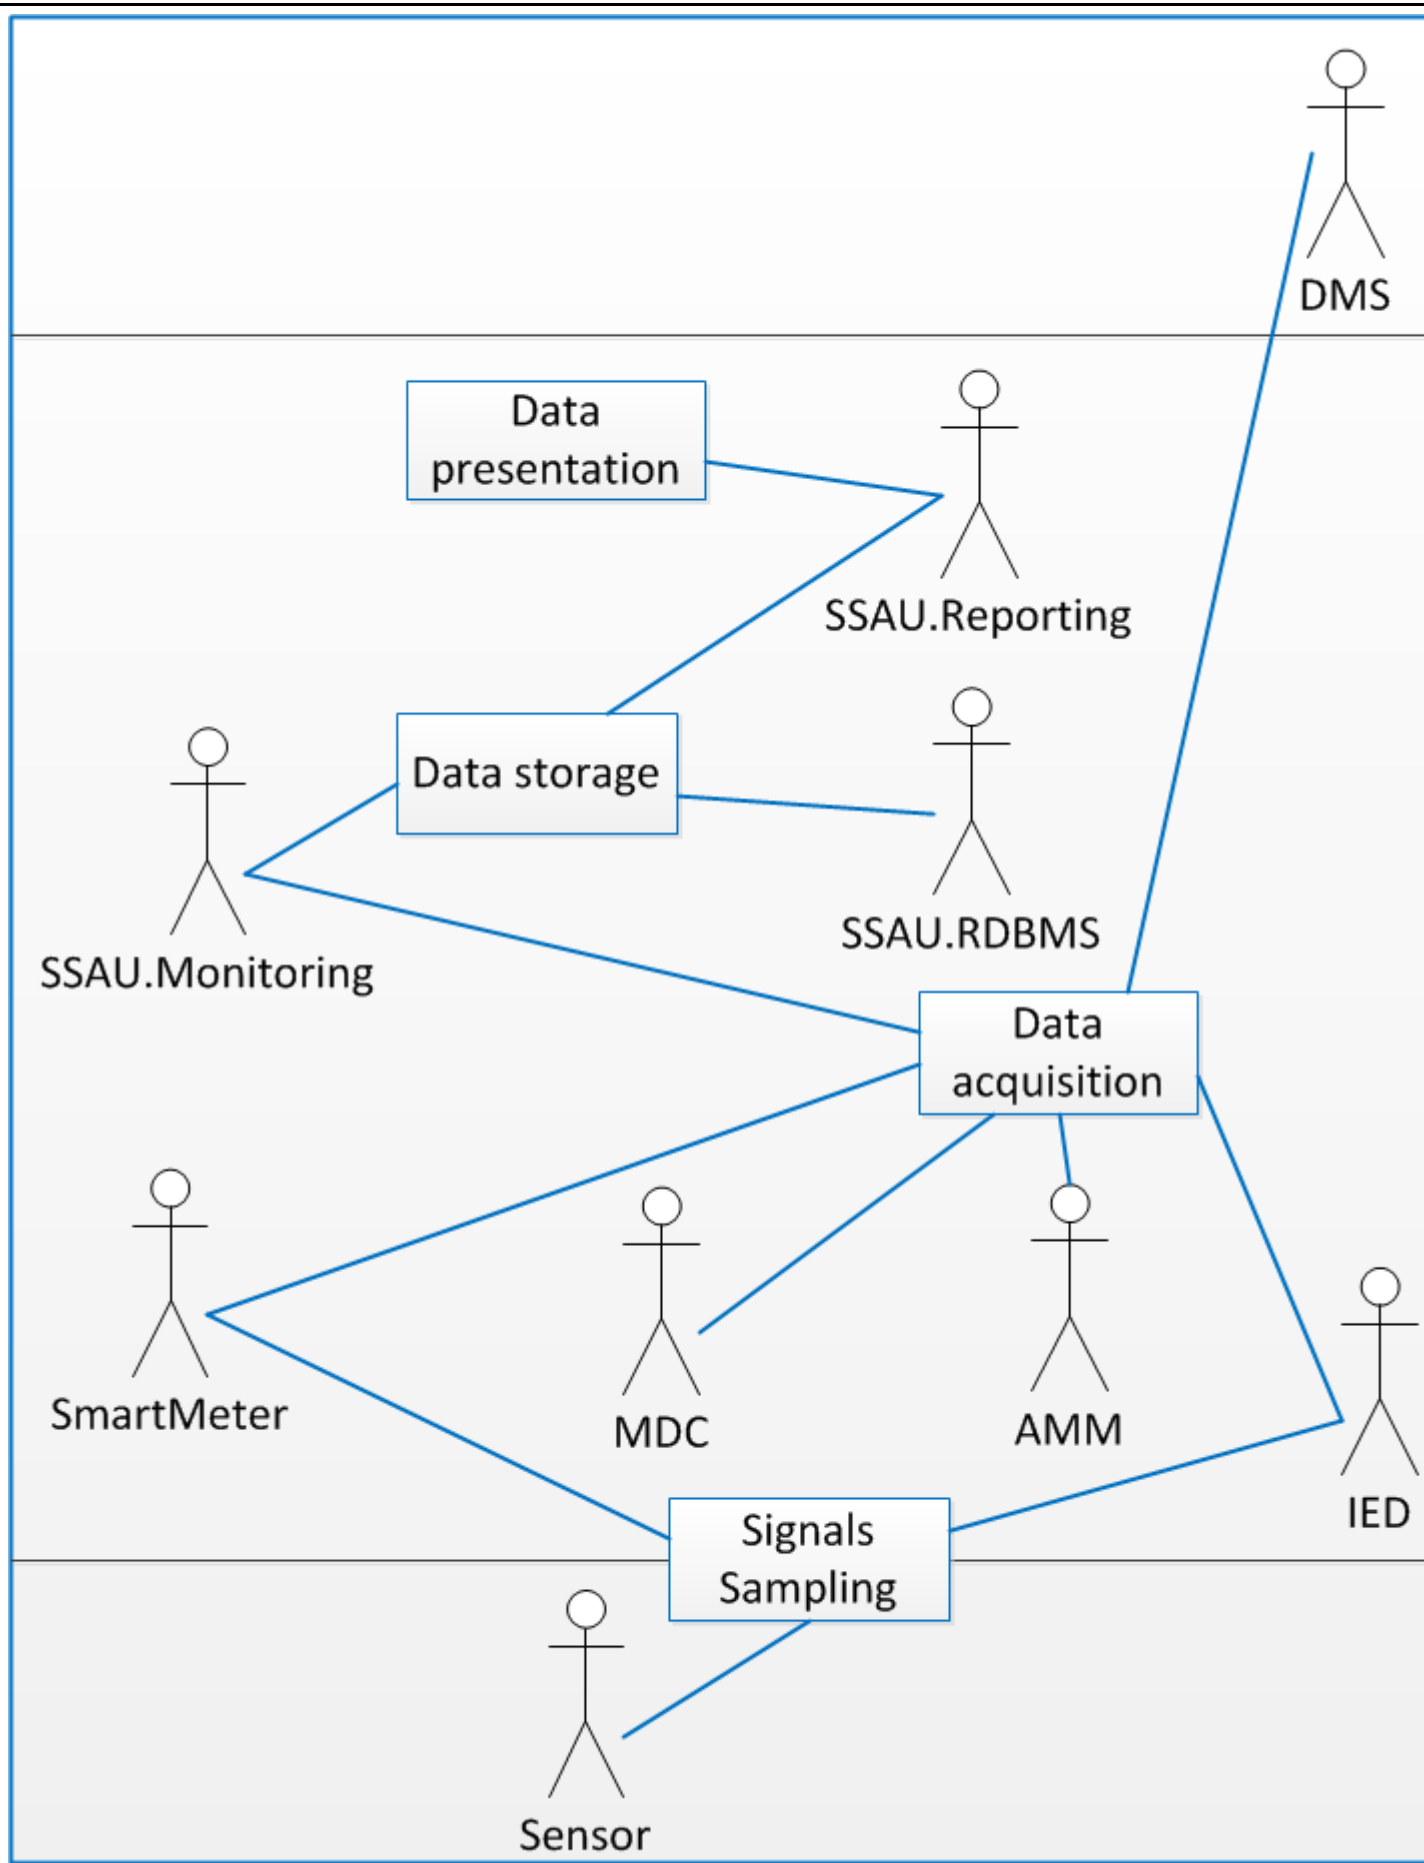 DMS
Data
presentation
SSAU.Reporting
Data storage
SSAU.RDBMS
SSAU.Monitoring
Data
acquisition
SmartMeter
MDC
AMM
IED
Signals
Sampling
Sensor